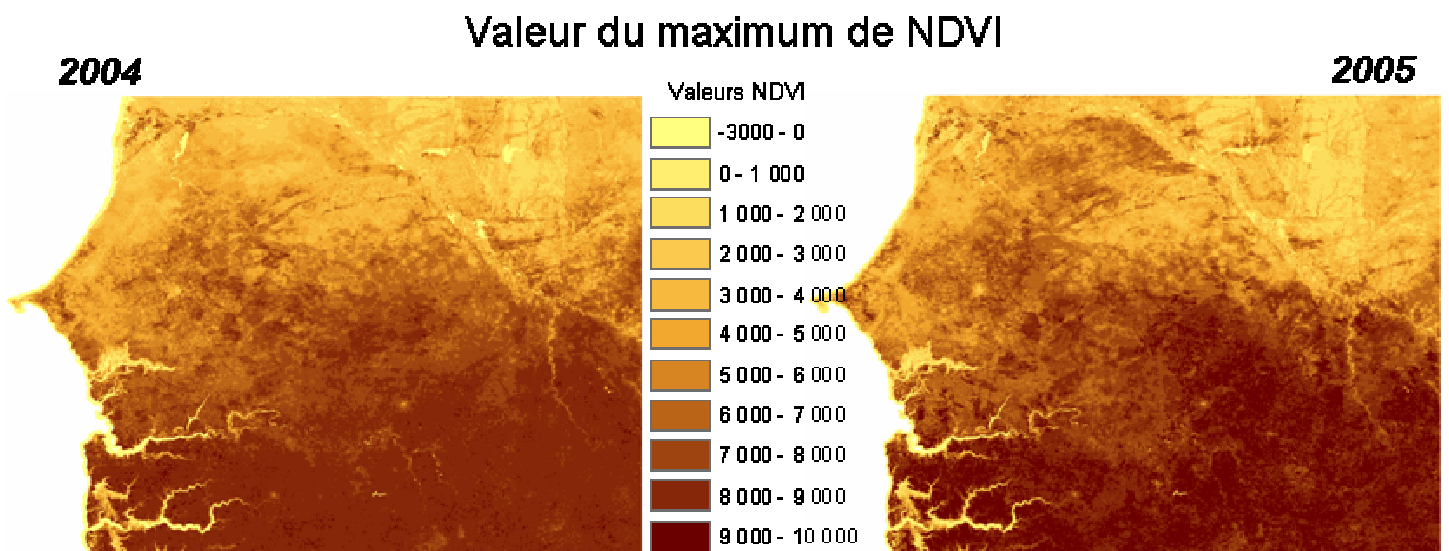 Valeur du maximum de NDVI
2004
2005
Valeurs NDVI
-3000 - 0
0 - 1 000
1 000 - 2 000
2 000 - 3 000
3 000 - 4 000
4 000 - 5 000
5 000 - 6 000
6 000 - 7 000
7 000 - 8 000
8 000 - 9 000
9 000 - 10 000